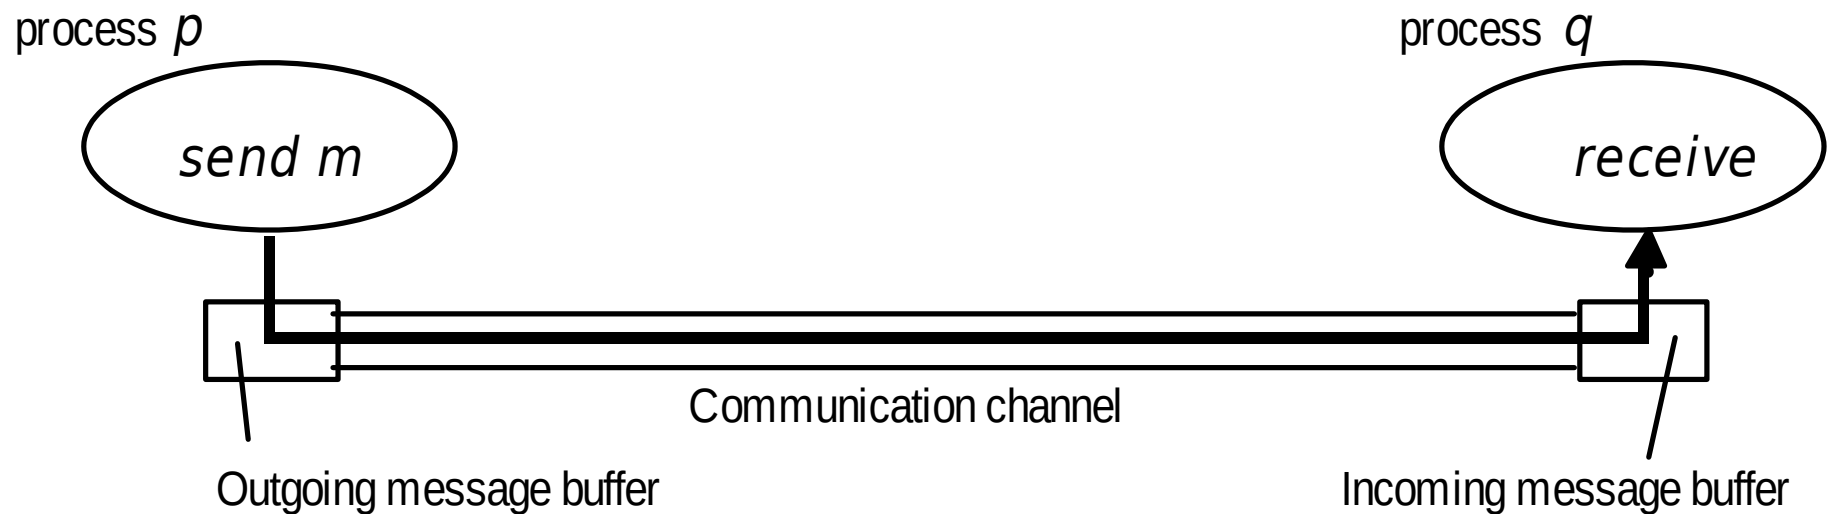 process p
process q
send m
receive
Communication channel
Outgoing message buffer
Incoming message buffer